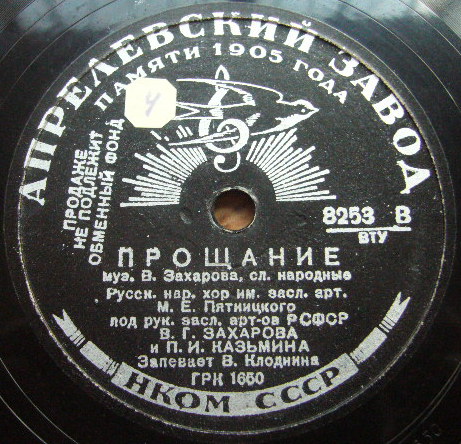 АПРЕЛЕВСКИЙ ЗАВОД
ПАМЯТИ 1905 ГОДА
ПРОДАЖЕ
НЕ ПОДЛЕЖИТ
ОБМЕННЫЙ ФОНД
8253 В
ВТУ
ПРОЩАНИЕ
муз. В. Захарова, сл. народные
Русск. нар. хор им. засл. арт.
М. Е. Пятницкого
под рук. засл. арт-ов РСФСР
В. Г. ЗАХАРОВА
и П. И. КАЗЬМИНА
Запевает В. Клоднина
ГРК 1650
НКОМ СССР